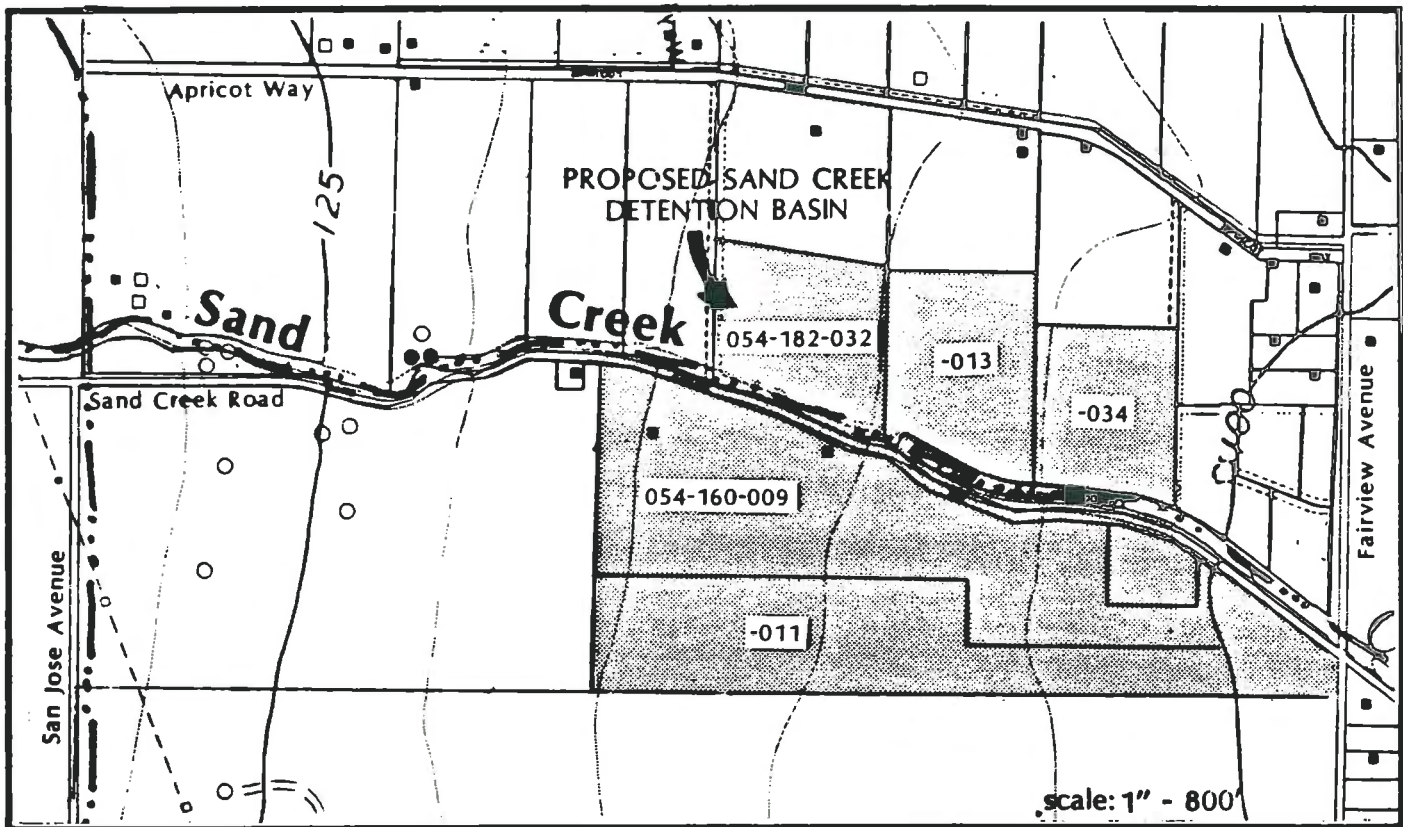 Apricot Way
125
PROPOSED SAND CREEK
DETENTION BASIN
Sand Creek
054-182-032
-013
-034
Sand Creek Road
054-160-009
-011
San Jose Avenue
Fairview Avenue
scale: 1" - 800'